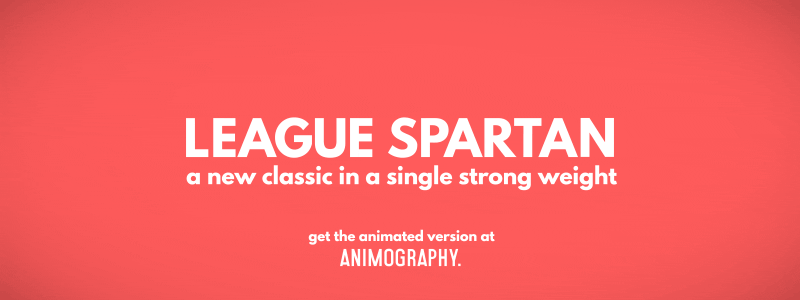 LEAGUE SPARTAN
a new classic in a single strong weight
get the animated version at
ANIMOGRAPHY.